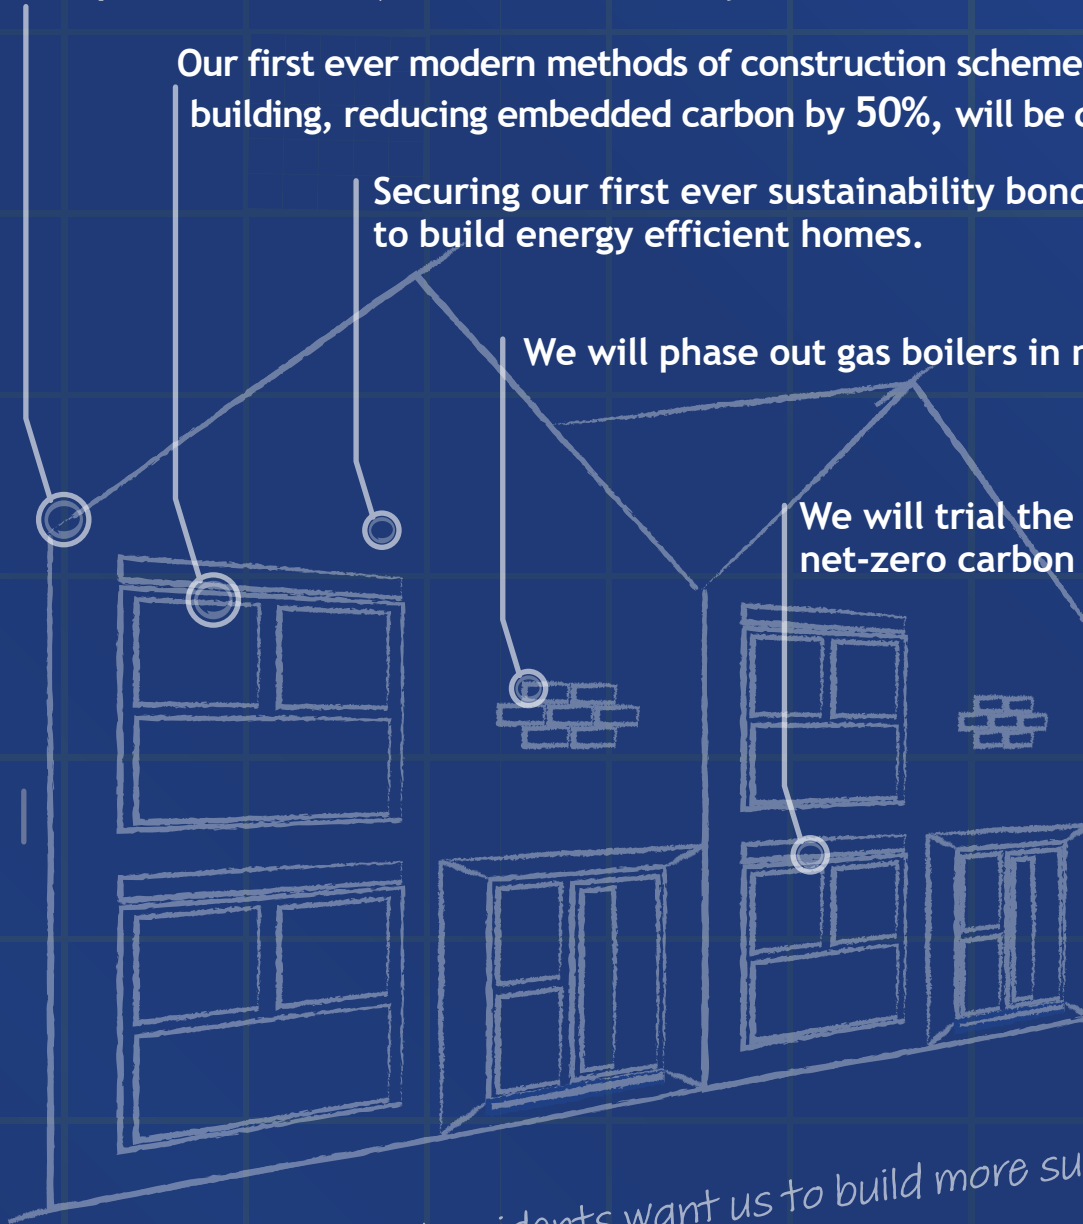 Our first ever modern methods of construction scheme
building, reducing embedded carbon by 50%, will be
Securing our first ever sustainability bond
to build energy efficient homes.
We will phase out gas boilers in
We will trial the
net-zero carbon
want us to build more